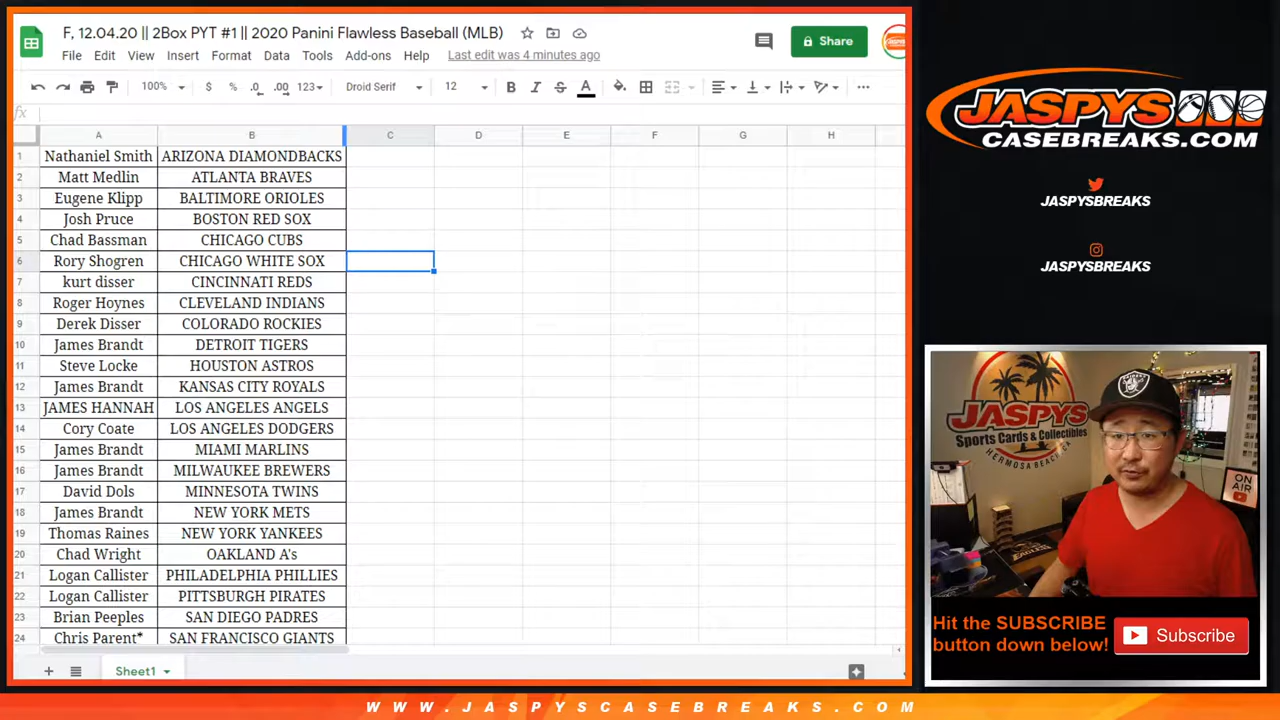 F, 12.04.20 || 2Box PYT #1 || 2020 Panini Flawless Baseball (MLB)
File Edit View Insert Format Data Tools Add-ons Help Last edit was 4 minutes ago
Share
100% $ % .0 .00 123 Droid Serif 12 B I S A
fx
A B C D E F G H
1 Nathaniel Smith ARIZONA DIAMONDBACKS
2 Matt Medlin ATLANTA BRAVES
3 Eugene Klipp BALTIMORE ORIOLES
4 Josh Pruce BOSTON RED SOX
5 Chad Bassman CHICAGO CUBS
6 Rory Shogren CHICAGO WHITE SOX
7 kurt disser CINCINNATI REDS
8 Roger Hoynes CLEVELAND INDIANS
9 Derek Disser COLORADO ROCKIES
10 James Brandt DETROIT TIGERS
11 Steve Locke HOUSTON ASTROS
12 James Brandt KANSAS CITY ROYALS
13 JAMES HANNAH LOS ANGELES ANGELS
14 Cory Coate LOS ANGELES DODGERS
15 James Brandt MIAMI MARLINS
16 James Brandt MILWAUKEE BREWERS
17 David Dols MINNESOTA TWINS
18 James Brandt NEW YORK METS
19 Thomas Raines NEW YORK YANKEES
20 Chad Wright OAKLAND A's
21 Logan Callister PHILADELPHIA PHILLIES
22 Logan Callister PITTSBURGH PIRATES
23 Brian Peeples SAN DIEGO PADRES
24 Chris Parent* SAN FRANCISCO GIANTS
Sheet1
JASPYS
CASEBREAKS.COM
JASPYSBREAKS
JASPYSBREAKS
JASPYS
Sports Cards & Collectibles
HERMOSA BEACH, CA
RAIDERS
ON
AIR
EAGLES
Hit the SUBSCRIBE
button down below!
Subscribe
WWW.JASPYSCASEBREAKS.COM